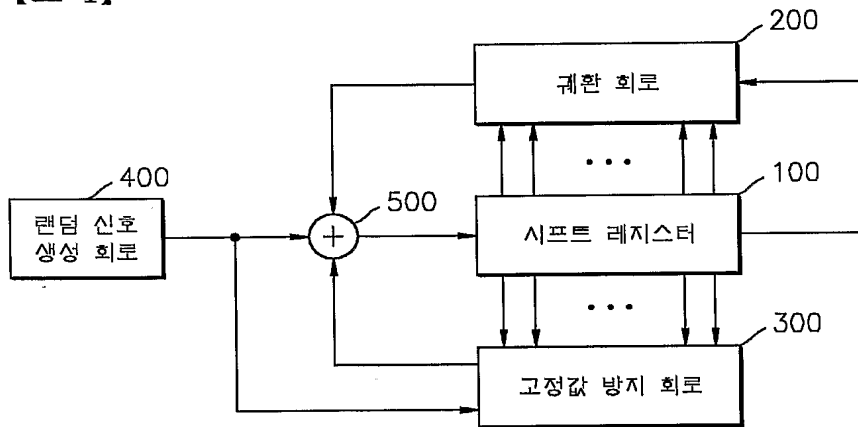 200
궤환 회로
100
400
랜덤 신호
생성 회로
500
시프트 레지스터
300
고정값 방지 회로